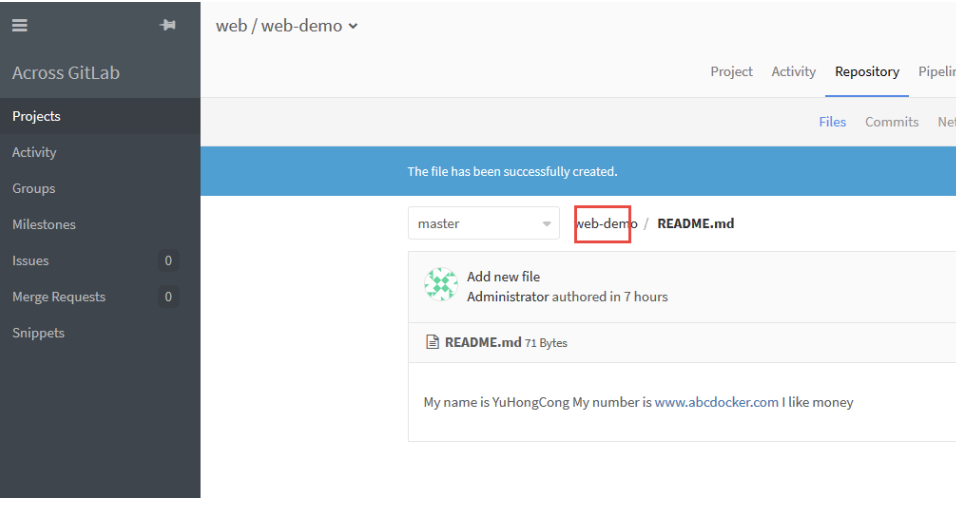 web / web-demo
Across GitLab
Project Activity Repository
Projects
Files Commits
Activity
The file has been successfully created.
Groups
Milestones
master web-demo / README.md
Issues 0
Add new file
Merge Requests 0
Administrator authored in 7 hours
Snippets
README.md 71 Bytes
My name is YuHongCong My number is www.abcdocker.com I like money